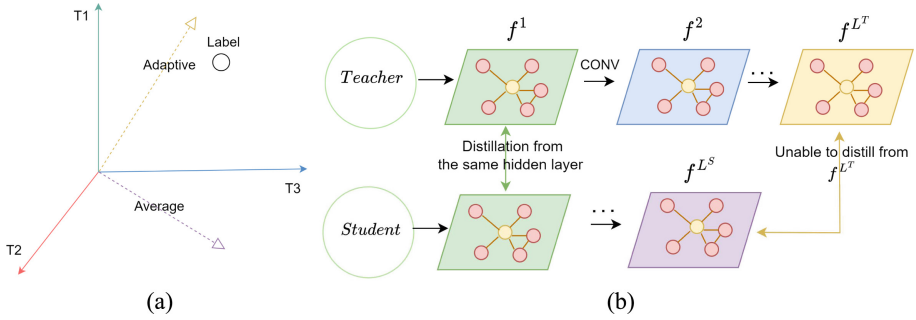 T1
Label
Adaptive
T3
Average
T2
(a)
f^1
f^2
f^{L^T}
Teacher
CONV
...
Distillation from
the same hidden layer
Unable to distill from
f^{L^T}
f^{L^S}
Student
...
(b)